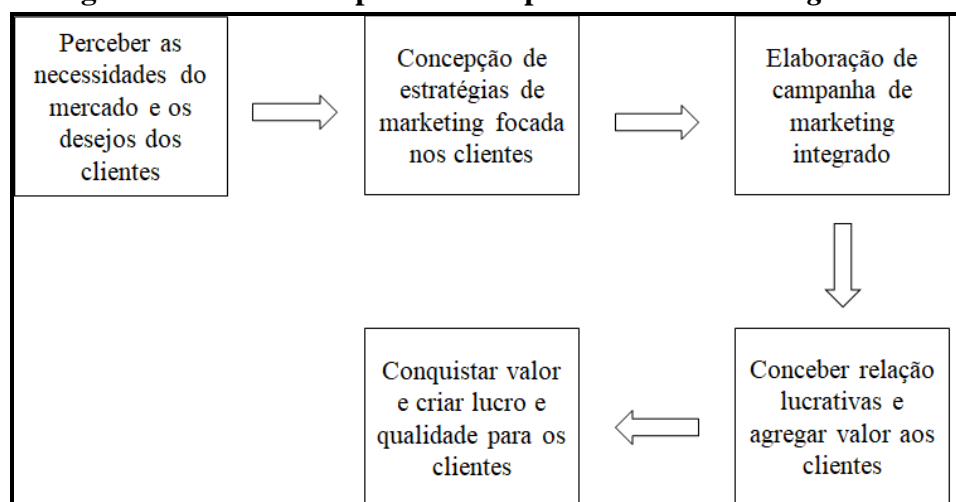 Perceber as
necessidades do
mercado e os
desejos dos
clientes
Concepção de
estratégias de
marketing focada
nos clientes
Elaboração de
campanha de
marketing
integrado
Conceber relação
lucrativas e
agregar valor aos
clientes
Conquistar valor
e criar lucro e
qualidade para os
clientes